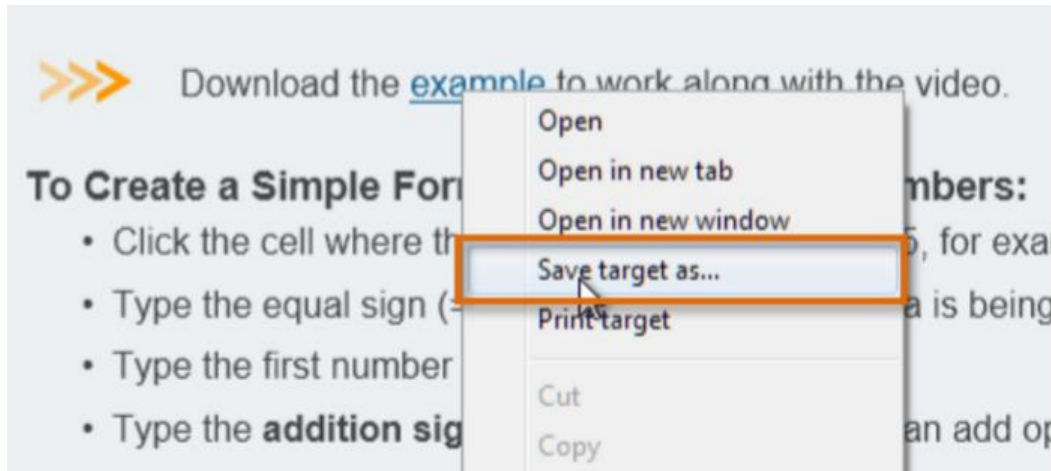 Download the example to work along with the video.
Open
Open in new tab
Open in new window
Save target as...
Print target
Cut
Copy
To Create a Simple For mbers:
• Click the cell where th 5, for exa
• Type the equal sign (= a is being
• Type the first number
• Type the addition sig an add op